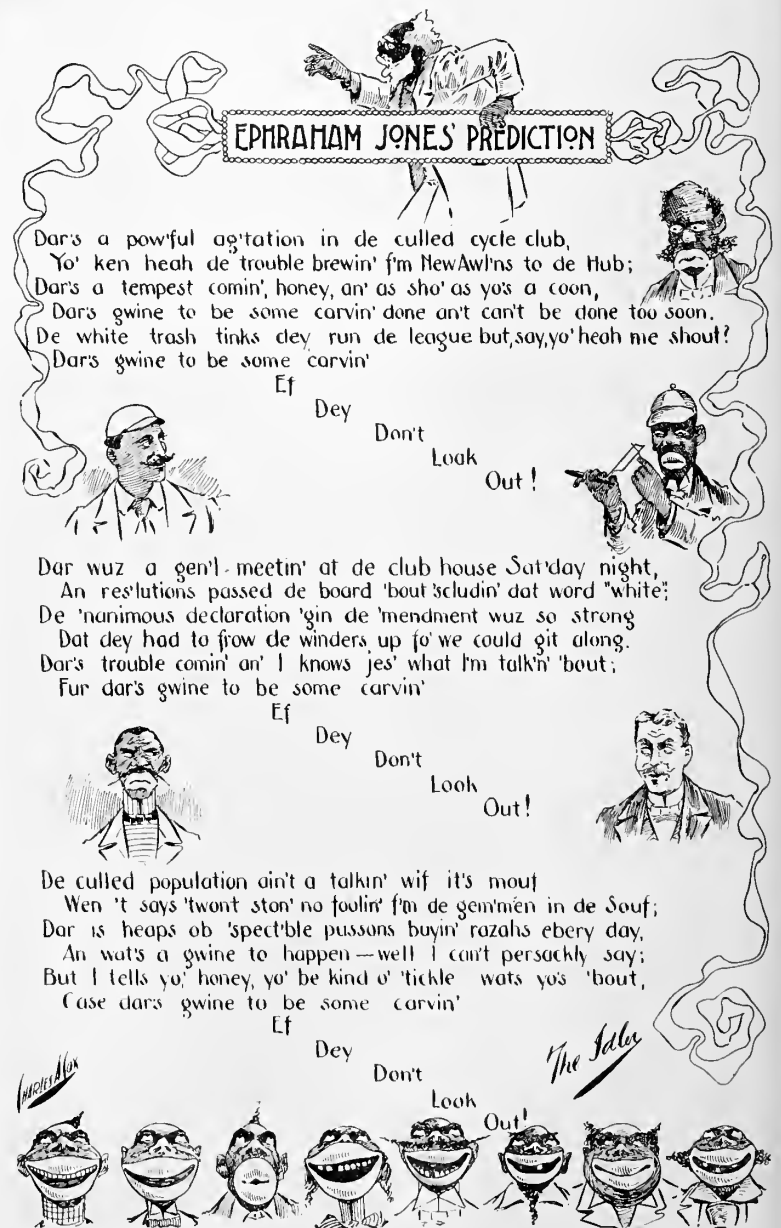 EPHRAHAM JONES' PREDICTION
Dar's a pow'ful ag'tation in de culled cycle club,
Yo' ken heah de trouble brewin' f'm New Awl'ns to de Hub;
Dar's a tempest comin', honey, an' as sho' as yo's a coon,
Dar's gwine to be some carvin' done an't can't be done too soon.
De white trash tinks dey run de league but, say, yo' heah me shout?
Dar's gwine to be some carvin'
Ef
Dey
Don't
Look
Out!
Dar wuz a gen'l - meetin' at de club house Sat'day night,
An res'lutions passed de board 'bout 'scludin' dat word "white";
De 'nanimous declaration 'gin de 'mendment wuz so strong
Dat dey had to frow de winders up fo' we could git along.
Dar's trouble comin' an' I knows jes' what I'm talk'n' 'bout;
Fur dar's gwine to be some carvin'
Ef
Dey
Don't
Look
Out!
De culled population ain't a talkin' wif it's mouf
Wen 't says 'twont ston' no foolin' f'm de gem'men in de Souf;
Dar is heaps ob 'spect'ble pussons buyin' razahs ebery day,
An wat's a gwine to happen — well I can't persackly say;
But I tells yo', honey, yo' be kind o' 'tickle wats yo's 'bout,
Case dar's gwine to be some carvin'
Ef
Dey
Don't
Look
Out!
CHARLES A COX
The Idler